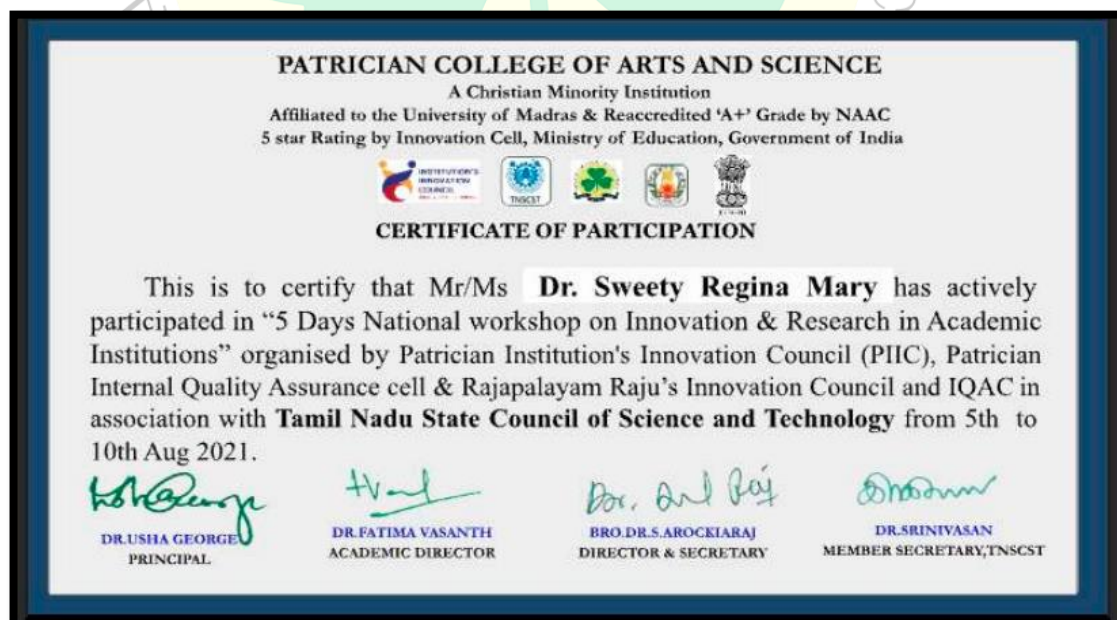 PATRICIAN COLLEGE OF ARTS AND SCIENCE
A Christian Minority Institution
Affiliated to the University of Madras & Reaccredited ‘A+’ Grade by NAAC
5 star Rating by Innovation Cell, Ministry of Education, Government of India
INSTITUTION'S
INNOVATION
COUNCIL
TNSCST
CERTIFICATE OF PARTICIPATION
This is to certify that Mr/Ms Dr. Sweety Regina Mary has actively
participated in “5 Days National workshop on Innovation & Research in Academic
Institutions” organised by Patrician Institution's Innovation Council (PIIC), Patrician
Internal Quality Assurance cell & Rajapalayam Raju’s Innovation Council and IQAC in
association with Tamil Nadu State Council of Science and Technology from 5th to
10th Aug 2021.
DR.USHA GEORGE
PRINCIPAL
DR.FATIMA VASANTH
ACADEMIC DIRECTOR
BRO.DR.S.AROCKIARAJ
DIRECTOR & SECRETARY
DR.SRINIVASAN
MEMBER SECRETARY,TNSCST